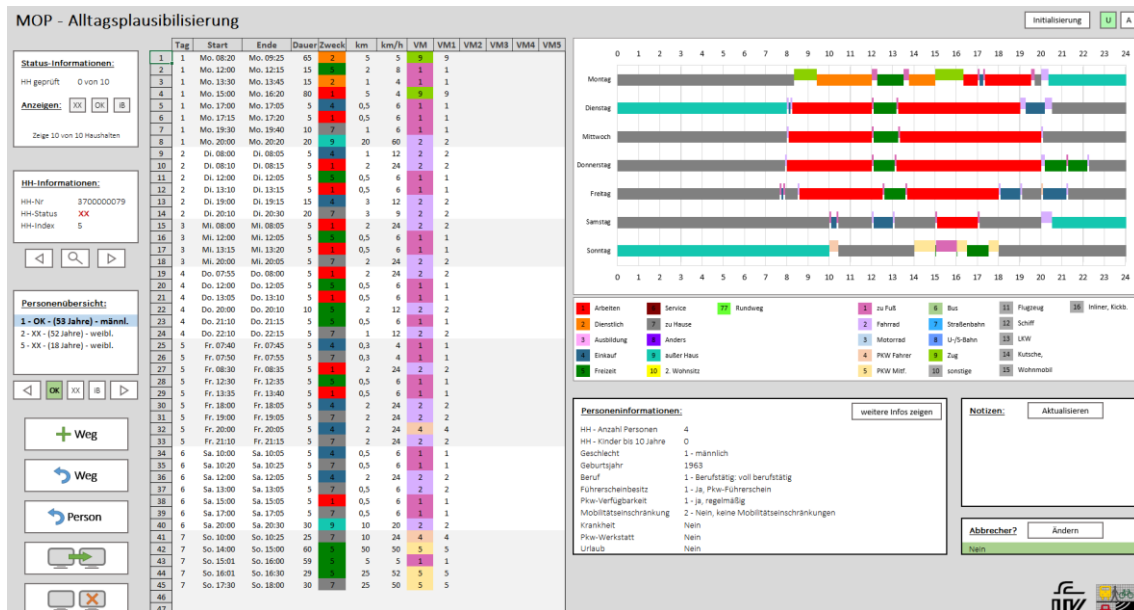 MOP - Alltagsplausibilisierung
Initialisierung U A
Status-Informationen:
HH geprüft 0 von 10
Anzeigen: XX OK iB
Zeige 10 von 10 Haushalten
HH-Informationen:
HH-Nr 3700000079
HH-Status XX
HH-Index 5
Personenübersicht:
1 - OK - (53 Jahre) - männl.
2 - XX - (52 Jahre) - weibl.
5 - XX - (18 Jahre) - weibl.
OK XX iB
Weg
Weg
Person
Tag Start Ende Dauer Zweck km km/h VM VM1 VM2 VM3 VM4 VM5
1 1 Mo. 08:20 Mo. 09:25 65 2 5 5 9 9
2 1 Mo. 12:00 Mo. 12:15 15 5 2 8 1 1
3 1 Mo. 13:30 Mo. 13:45 15 2 1 4 1 1
4 1 Mo. 15:00 Mo. 16:20 80 1 5 4 9 9
5 1 Mo. 17:00 Mo. 17:05 5 4 0,5 6 1 1
6 1 Mo. 17:15 Mo. 17:20 5 1 0,5 6 1 1
7 1 Mo. 19:30 Mo. 19:40 10 7 1 6 1 1
8 1 Mo. 20:00 Mo. 20:20 20 9 20 60 2 2
9 2 Di. 08:00 Di. 08:05 5 4 1 12 2 2
10 2 Di. 08:10 Di. 08:15 5 1 2 24 2 2
11 2 Di. 12:00 Di. 12:05 5 5 0,5 6 1 1
12 2 Di. 13:10 Di. 13:15 5 1 0,5 6 1 1
13 2 Di. 19:00 Di. 19:15 15 4 3 12 2 2
14 2 Di. 20:10 Di. 20:30 20 7 3 9 2 2
15 3 Mi. 08:00 Mi. 08:05 5 1 2 24 2 2
16 3 Mi. 12:00 Mi. 12:05 5 5 0,5 6 1 1
17 3 Mi. 13:15 Mi. 13:20 5 1 0,5 6 1 1
18 3 Mi. 20:00 Mi. 20:05 5 7 2 24 2 2
19 4 Do. 07:55 Do. 08:00 5 1 2 24 2 2
20 4 Do. 12:00 Do. 12:05 5 5 0,5 6 1 1
21 4 Do. 13:05 Do. 13:10 5 1 0,5 6 1 1
22 4 Do. 20:00 Do. 20:10 10 5 2 12 2 2
23 4 Do. 21:10 Do. 21:15 5 5 0,5 6 1 1
24 4 Do. 22:10 Do. 22:15 5 7 1 12 2 2
25 5 Fr. 07:40 Fr. 07:45 5 4 0,3 4 1 1
26 5 Fr. 07:50 Fr. 07:55 5 7 0,3 4 1 1
27 5 Fr. 08:30 Fr. 08:35 5 1 2 24 2 2
28 5 Fr. 12:30 Fr. 12:35 5 5 0,5 6 1 1
29 5 Fr. 13:35 Fr. 13:40 5 1 0,5 6 1 1
30 5 Fr. 18:00 Fr. 18:05 5 4 2 24 2 2
31 5 Fr. 19:00 Fr. 19:05 5 7 2 24 2 2
32 5 Fr. 20:00 Fr. 20:05 5 4 2 24 4 4
33 5 Fr. 21:10 Fr. 21:15 5 7 2 24 2 2
34 6 Sa. 10:00 Sa. 10:05 5 4 0,5 6 1 1
35 6 Sa. 10:20 Sa. 10:25 5 7 0,5 6 1 1
36 6 Sa. 12:00 Sa. 12:05 5 4 2 24 2 2
37 6 Sa. 13:00 Sa. 13:05 5 7 0,5 6 2 2
38 6 Sa. 15:00 Sa. 15:05 5 1 0,5 6 1 1
39 6 Sa. 17:00 Sa. 17:05 5 7 0,5 6 1 1
40 6 Sa. 20:00 Sa. 20:30 30 9 10 20 2 2
41 7 So. 10:00 So. 10:25 25 7 10 24 4 4
42 7 So. 14:00 So. 15:00 60 5 50 50 5 5
43 7 So. 15:01 So. 16:00 59 5 5 5 1 1
44 7 So. 16:01 So. 16:30 29 5 25 52 5 5
45 7 So. 17:30 So. 18:00 30 7 25 50 5 5
46
47
0 1 2 3 4 5 6 7 8 9 10 11 12 13 14 15 16 17 18 19 20 21 22 23 24
Montag
Dienstag
Mittwoch
Donnerstag
Freitag
Samstag
Sonntag
0 1 2 3 4 5 6 7 8 9 10 11 12 13 14 15 16 17 18 19 20 21 22 23 24
1 Arbeiten Service 77 Rundweg 1 zu Fuß 6 Bus 11 Flugzeug 16 Inliner, Kickb.
2 Dienstlich 7 zu Hause 2 Fahrrad 7 Straßenbahn 12 Schiff
3 Ausbildung Anders 3 Motorrad 8 U-/S-Bahn 13 LKW
4 Einkauf 9 außer Haus 4 PKW Fahrer 9 Zug 14 Kutsche,
5 Freizeit 10 2. Wohnsitz 5 PKW Mitf. 10 sonstige 15 Wohnmobil
Personeninformationen: weitere Infos zeigen
HH - Anzahl Personen 4
HH - Kinder bis 10 Jahre 0
Geschlecht 1 - männlich
Geburtsjahr 1963
Beruf 1 - Berufstätig: voll berufstätig
Führerscheinbesitz 1 - Ja, Pkw-Führerschein
Pkw-Verfügbarkeit 1 - ja, regelmäßig
Mobilitätseinschränkung 2 - Nein, keine Mobilitätseinschränkungen
Krankheit Nein
Pkw-Werkstatt Nein
Urlaub Nein
Notizen: Aktualisieren
Abbrecher? Ändern
Nein